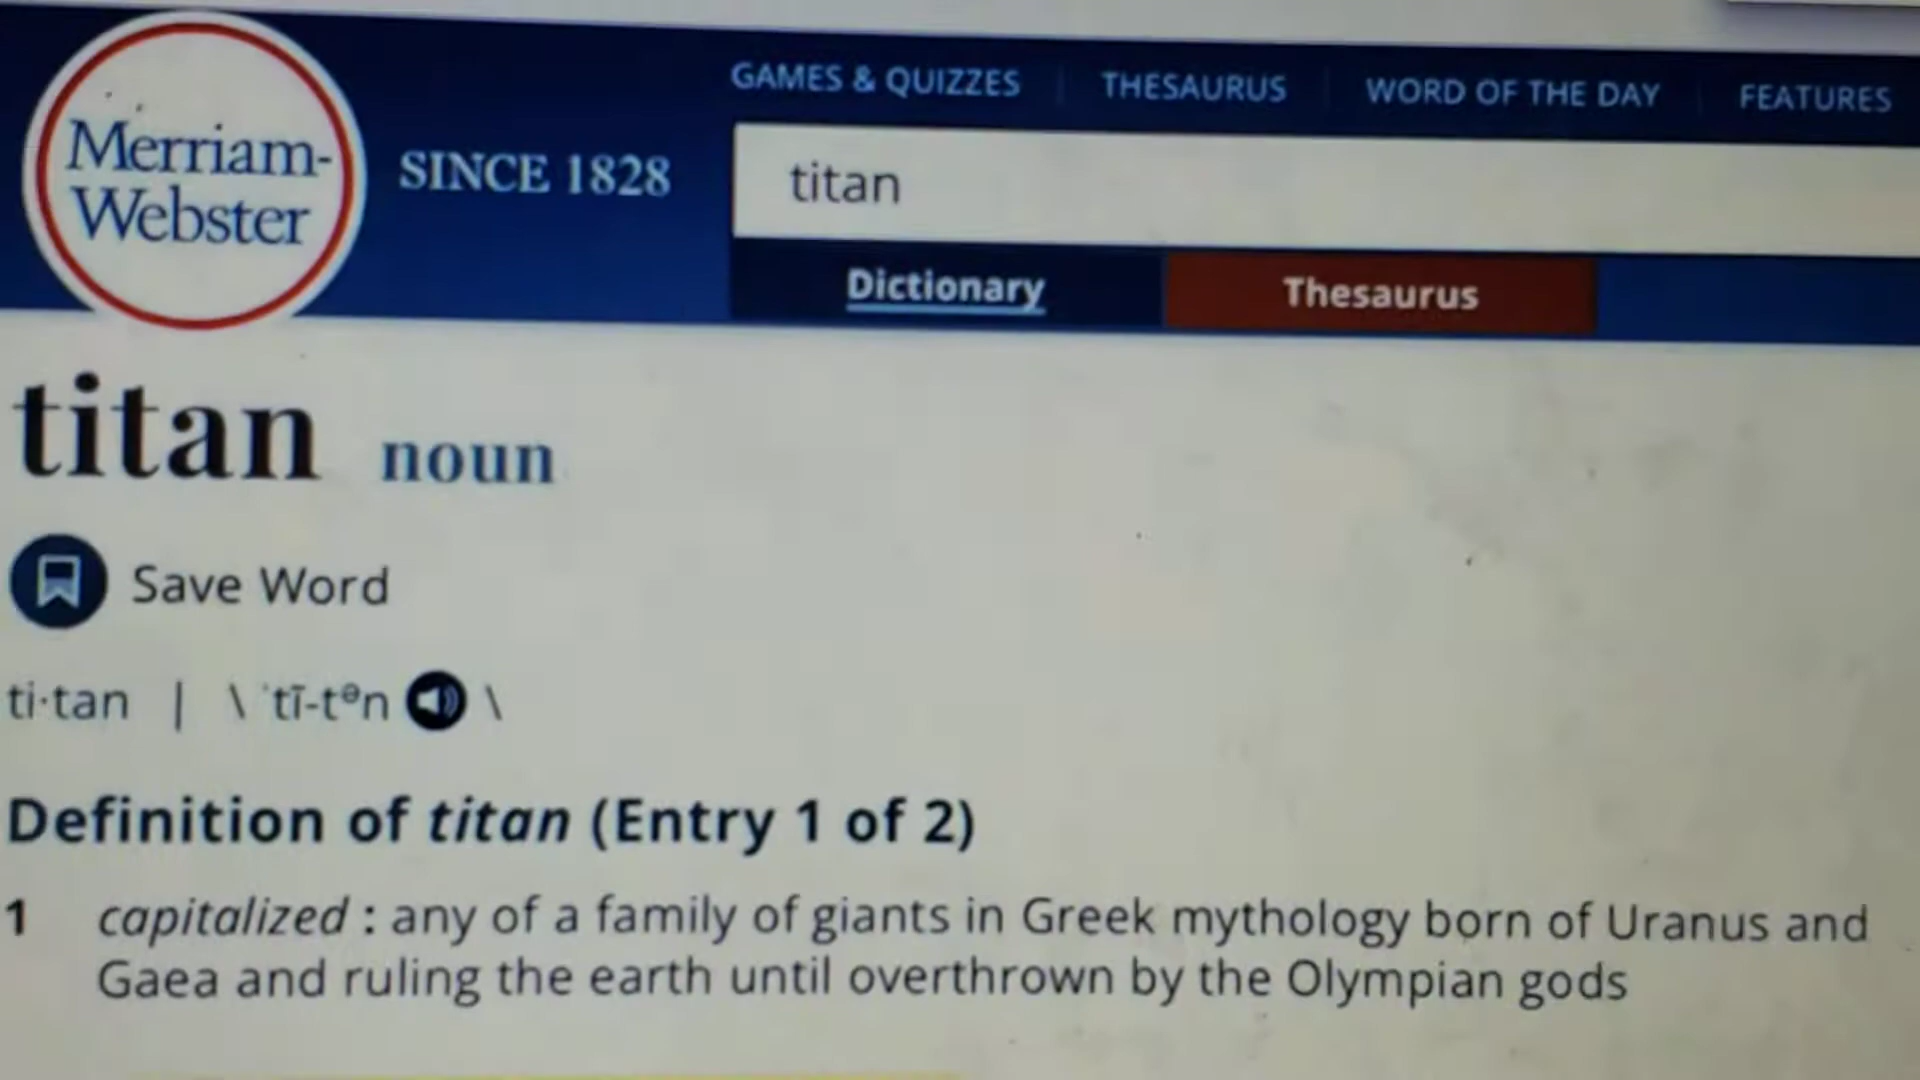 GAMES & QUIZZES | THESAURUS | WORD OF THE DAY | FEATURES
Merriam-
Webster
SINCE 1828
titan
Dictionary
Thesaurus
titan noun
Save Word
ti·tan | \ ˈtī-tᵊn \
Definition of titan (Entry 1 of 2)
1 capitalized : any of a family of giants in Greek mythology born of Uranus and
Gaea and ruling the earth until overthrown by the Olympian gods